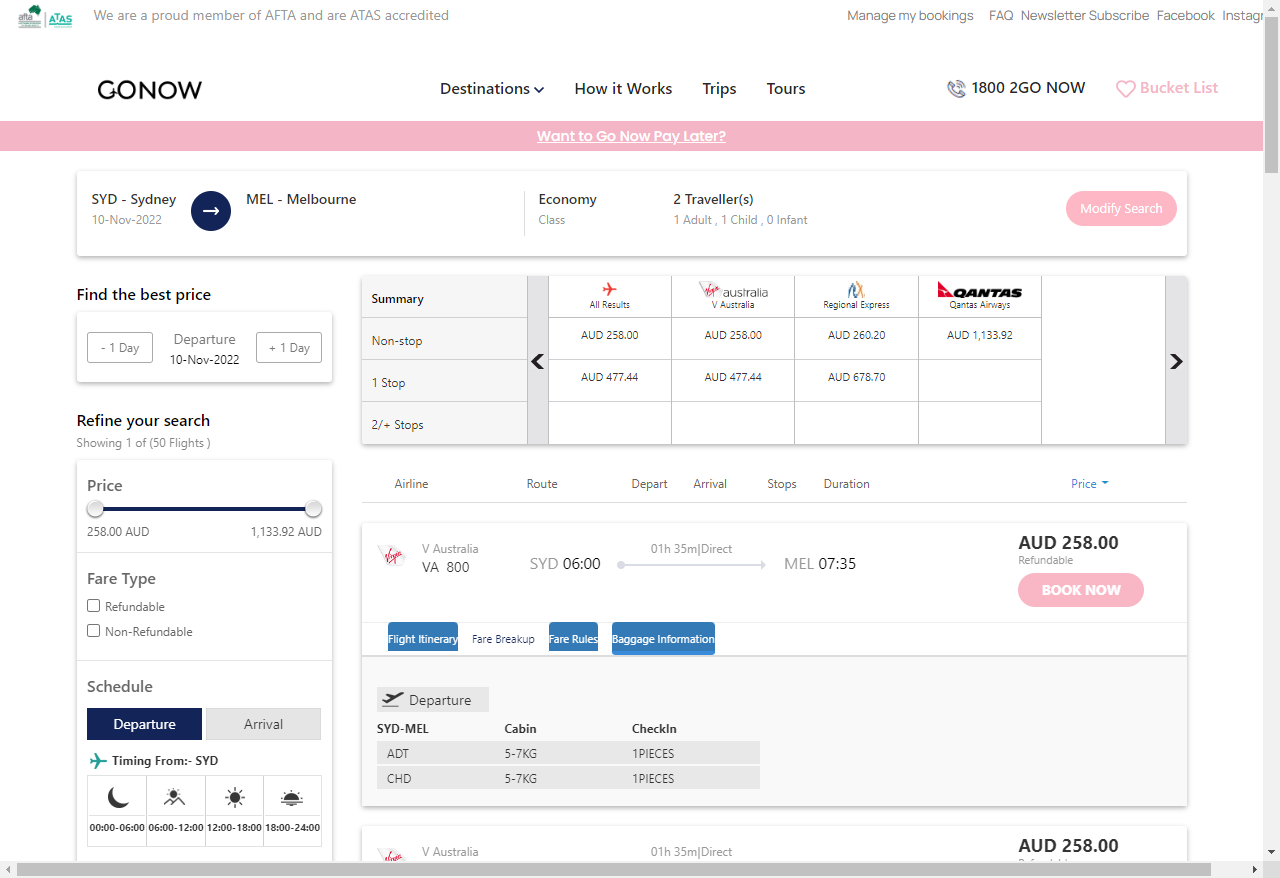 afta ATAS We are a proud member of AFTA and are ATAS accredited Manage my bookings FAQ Newsletter Subscribe Facebook Instagr
GONOW Destinations How it Works Trips Tours 1800 2GO NOW Bucket List
Want to Go Now Pay Later?
SYD - Sydney MEL - Melbourne Economy 2 Traveller(s) Modify Search
10-Nov-2022 Class 1 Adult , 1 Child , 0 Infant
Find the best price
- 1 Day Departure + 1 Day
10-Nov-2022
Refine your search
Showing 1 of (50 Flights )
Price
258.00 AUD 1,133.92 AUD
Fare Type
Refundable
Non-Refundable
Schedule
Departure Arrival
Timing From:- SYD
00:00-06:00 06:00-12:00 12:00-18:00 18:00-24:00
Summary All Results Virgin australia V Australia Regional Express QANTAS Qantas Airways
Non-stop AUD 258.00 AUD 258.00 AUD 260.20 AUD 1,133.92
1 Stop AUD 477.44 AUD 477.44 AUD 678.70
2/+ Stops
Airline Route Depart Arrival Stops Duration Price
Virgin V Australia 01h 35m|Direct AUD 258.00
VA 800 SYD 06:00 MEL 07:35 Refundable
BOOK NOW
Flight Itinerary Fare Breakup Fare Rules Baggage Information
Departure
SYD-MEL Cabin CheckIn
ADT 5-7KG 1PIECES
CHD 5-7KG 1PIECES
V Australia 01h 35m|Direct AUD 258.00